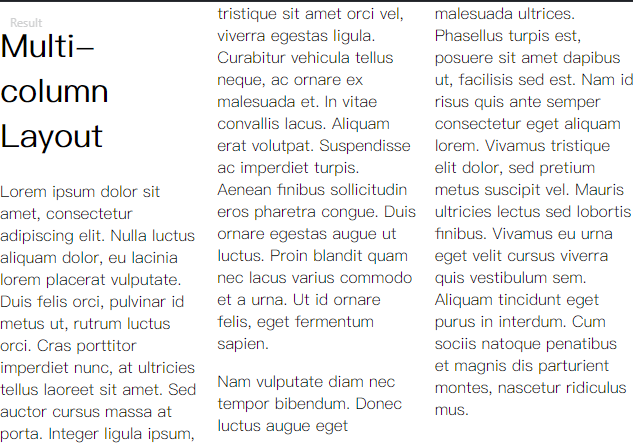 Result
Multi-
column
Layout
Lorem ipsum dolor sit
amet, consectetur
adipiscing elit. Nulla luctus
aliquam dolor, eu lacinia
lorem placerat vulputate.
Duis felis orci, pulvinar id
metus ut, rutrum luctus
orci. Cras porttitor
imperdiet nunc, at ultricies
tellus laoreet sit amet. Sed
auctor cursus massa at
porta. Integer ligula ipsum,
tristique sit amet orci vel,
viverra egestas ligula.
Curabitur vehicula tellus
neque, ac ornare ex
malesuada et. In vitae
convallis lacus. Aliquam
erat volutpat. Suspendisse
ac imperdiet turpis.
Aenean finibus sollicitudin
eros pharetra congue. Duis
ornare egestas augue ut
luctus. Proin blandit quam
nec lacus varius commodo
et a urna. Ut id ornare
felis, eget fermentum
sapien.
Nam vulputate diam nec
tempor bibendum. Donec
luctus augue eget
malesuada ultrices.
Phasellus turpis est,
posuere sit amet dapibus
ut, facilisis sed est. Nam id
risus quis ante semper
consectetur eget aliquam
lorem. Vivamus tristique
elit dolor, sed pretium
metus suscipit vel. Mauris
ultricies lectus sed lobortis
finibus. Vivamus eu urna
eget velit cursus viverra
quis vestibulum sem.
Aliquam tincidunt eget
purus in interdum. Cum
sociis natoque penatibus
et magnis dis parturient
montes, nascetur ridiculus
mus.